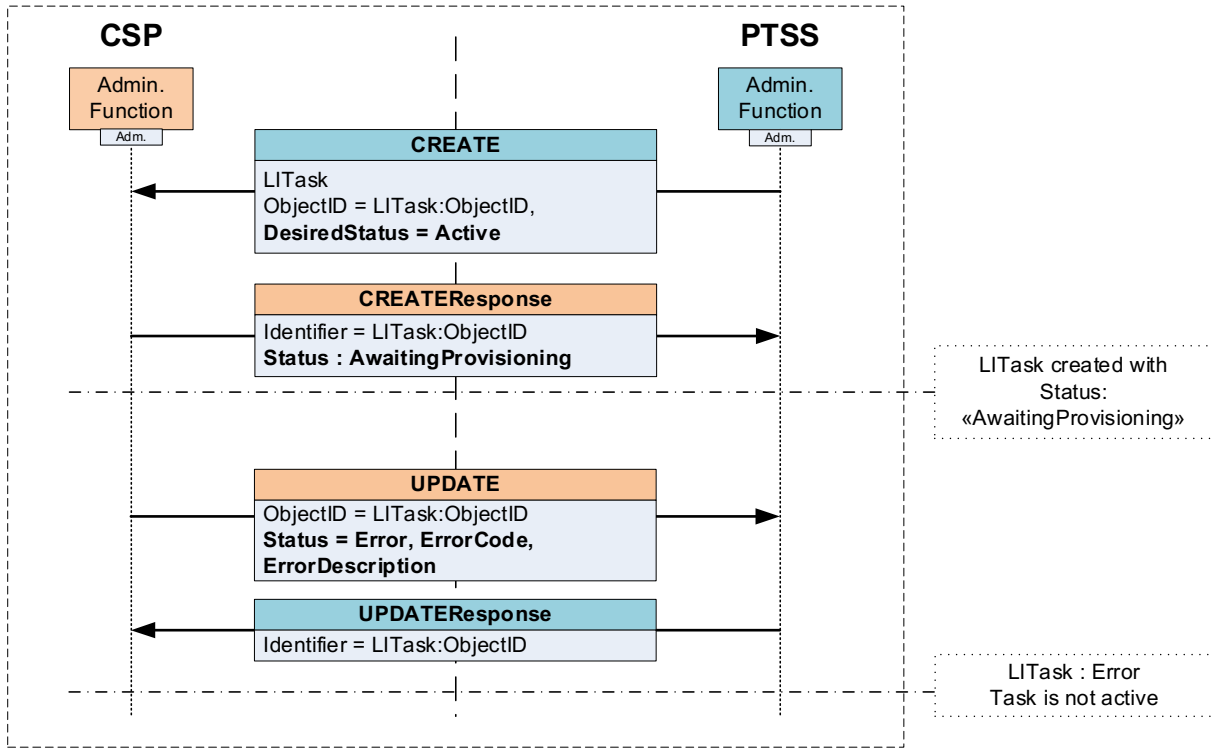 CSP
PTSS
Admin.
Function
Adm.
Admin.
Function
Adm.
CREATE
LITask
ObjectID = LITask:ObjectID,
DesiredStatus = Active
CREATEResponse
Identifier = LITask:ObjectID
Status : AwaitingProvisioning
LITask created with
Status:
«AwaitingProvisioning»
UPDATE
ObjectID = LITask:ObjectID
Status = Error, ErrorCode,
ErrorDescription
UPDATEResponse
Identifier = LITask:ObjectID
LITask : Error
Task is not active